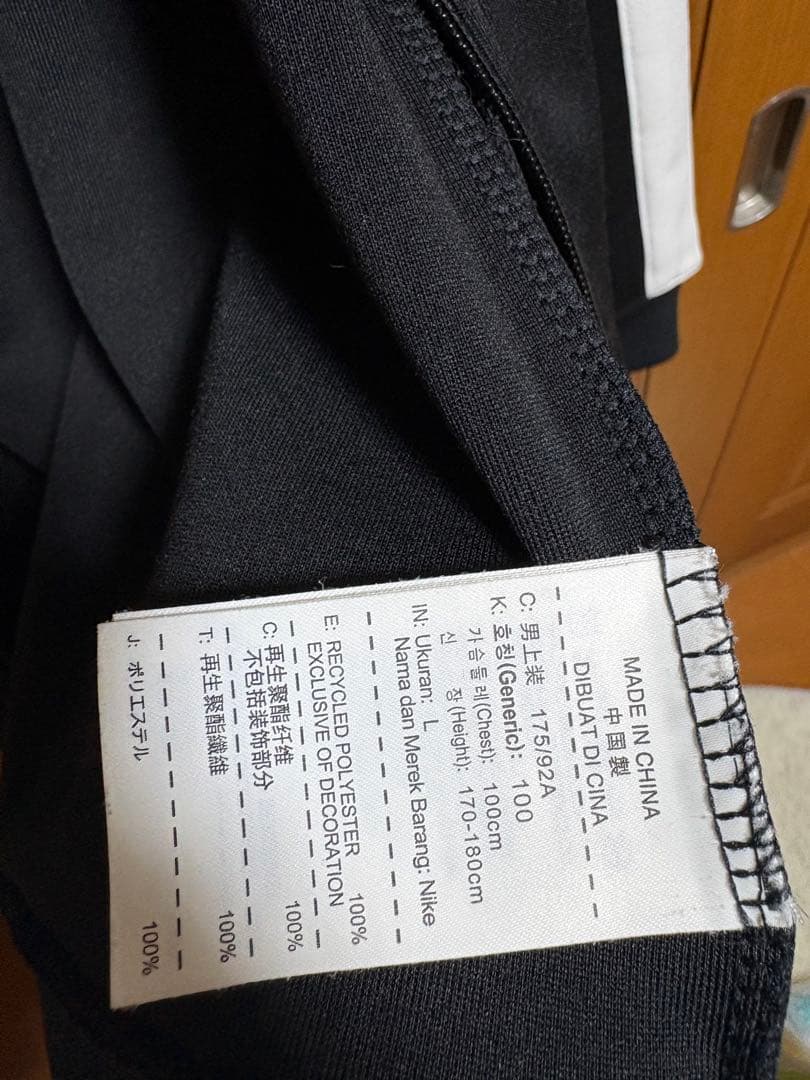 MADE IN CHINA
中国製
DIBUAT DI CINA
C: 男上装 175/92A
K: 호칭(Generic): 100
가슴둘레(Chest): 100cm
신 장(Height): 170-180cm
IN: Ukuran: L
Nama dan Merek Barang: Nike
E: RECYCLED POLYESTER 100%
EXCLUSIVE OF DECORATION
C: 再生聚酯纤维 100%
不包括装饰部分
T: 再生聚酯纖維 100%
J: ポリエステル 100%